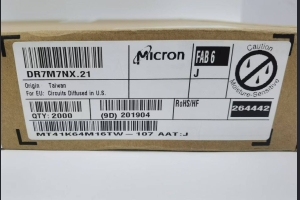 Micron
FAB 6
J
CAUTION
Moisture-Sensitive
DR7M7NX.21
Origin Taiwan
For EU: Circuits Diffused in U.S.
RoHS/HF
264442
QTY: 2000
(9D) 201904
MT41K64M16TW-107 AAT:J